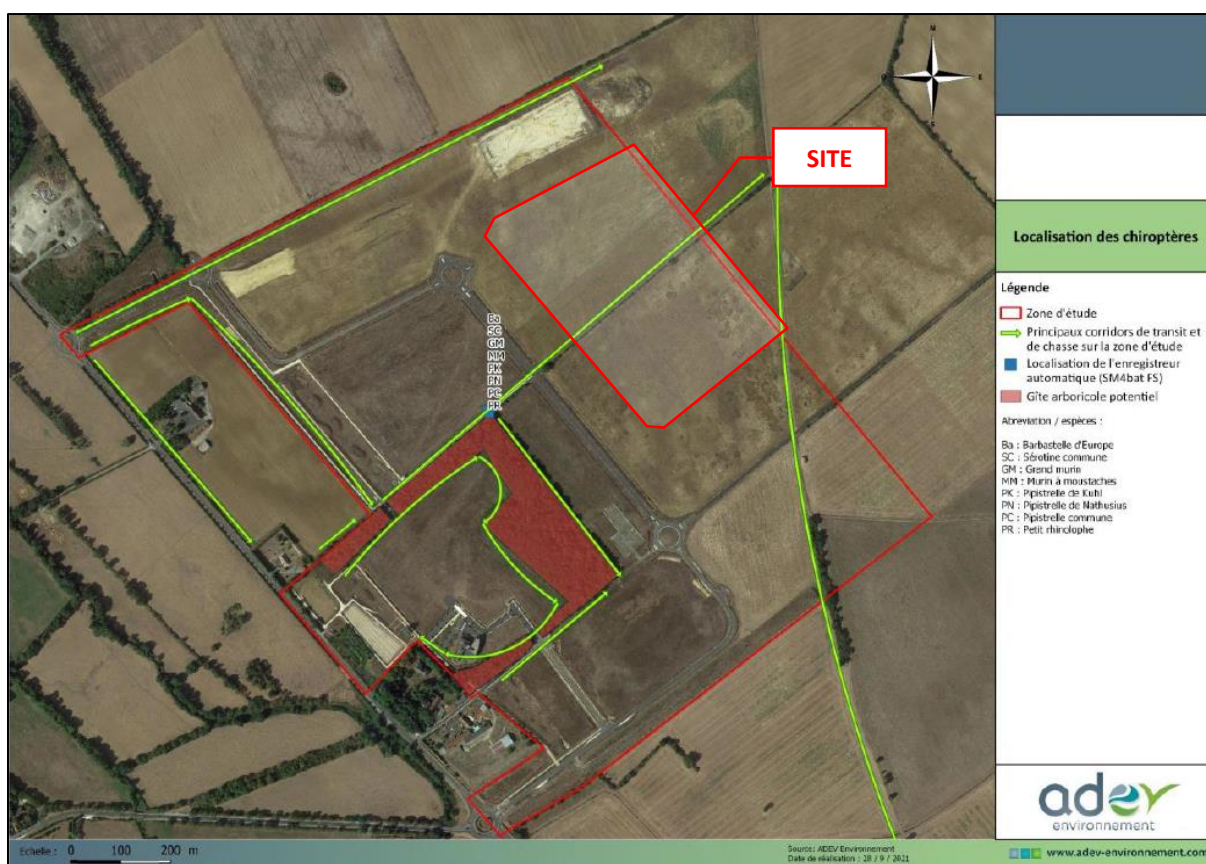 N
E
S
SITE
Ba
SC
GM
MM
PK
PN
PC
PR
Localisation des chiroptères
Légende
Zone d'étude
Principaux corridors de transit et
de chasse sur la zone d'étude
Localisation de l'enregistreur
automatique (SM4bat FS)
Gîte arboricole potentiel
Abreviation / espèces :
Ba : Barbastelle d'Europe
SC : Sérotine commune
GM : Grand murin
MM : Murin à moustaches
PK : Pipistrelle de Kuhl
PN : Pipistrelle de Nathusius
PC : Pipistrelle commune
PR : Petit rhinolophe
adev
environnement
Echelle : 0 100 200 m
Source: ADEV Environnement
Date de réalisation : 28 / 9 / 2021
www.adev-environnement.com